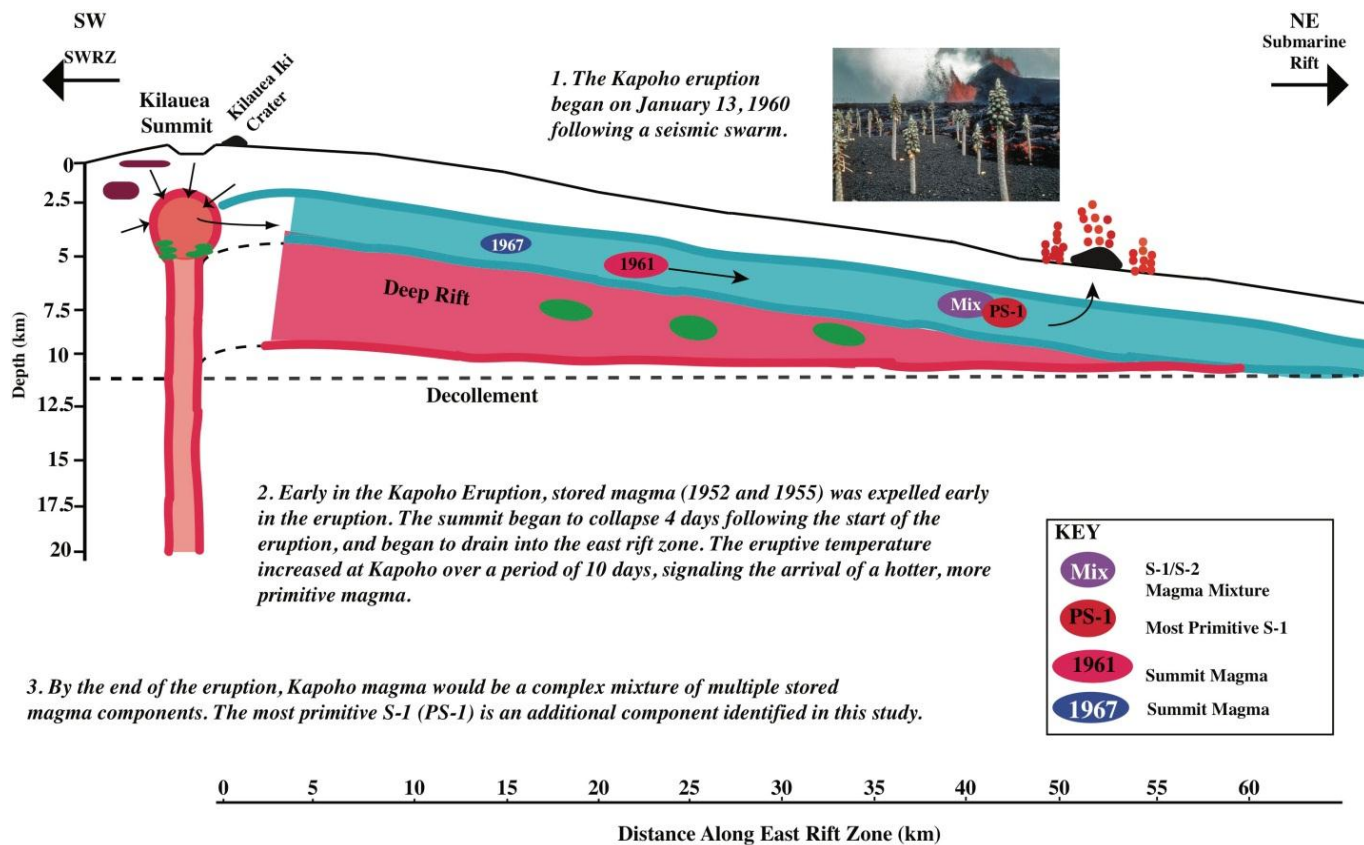 SW
SWRZ
Kilauea
Summit
Kilauea Iki
Crater
1. The Kapoho eruption
began on January 13, 1960
following a seismic swarm.
NE
Submarine
Rift
Depth (km)
0
2.5
5
7.5
10
12.5
15
17.5
20
1967
1961
Mix
PS-1
Deep Rift
Decollement
2. Early in the Kapoho Eruption, stored magma (1952 and 1955) was expelled early
in the eruption. The summit began to collapse 4 days following the start of the
eruption, and began to drain into the east rift zone. The eruptive temperature
increased at Kapoho over a period of 10 days, signaling the arrival of a hotter, more
primitive magma.
KEY
Mix S-1/S-2
Magma Mixture
PS-1 Most Primitive S-1
1961 Summit Magma
1967 Summit Magma
3. By the end of the eruption, Kapoho magma would be a complex mixture of multiple stored
magma components. The most primitive S-1 (PS-1) is an additional component identified in this study.
0 5 10 15 20 25 30 35 40 45 50 55 60
Distance Along East Rift Zone (km)